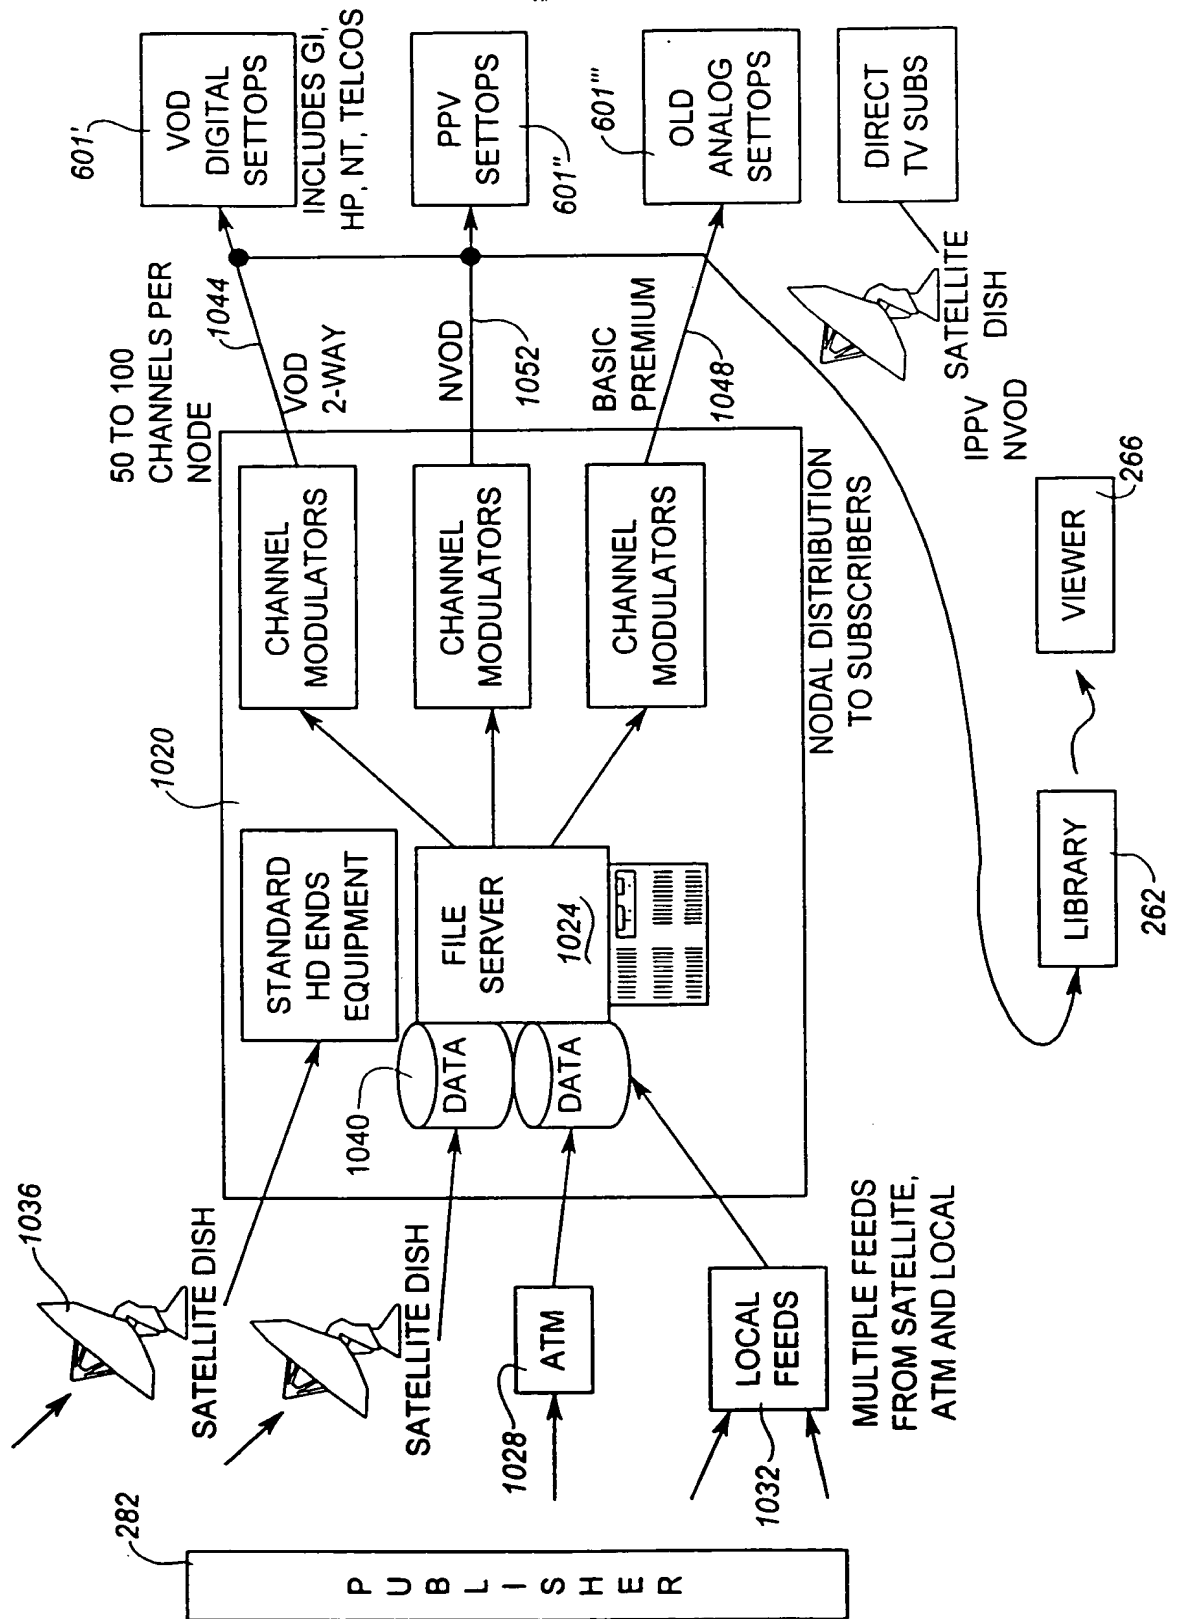 282
PUBLISHER
1036
SATELLITE DISH
SATELLITE DISH
1028
ATM
LOCAL
FEEDS
1032
MULTIPLE FEEDS
FROM SATELLITE,
ATM AND LOCAL
1020
STANDARD
HD ENDS
EQUIPMENT
1040
DATA
DATA
FILE
SERVER
1024
CHANNEL
MODULATORS
CHANNEL
MODULATORS
CHANNEL
MODULATORS
NODAL DISTRIBUTION
TO SUBSCRIBERS
50 TO 100
CHANNELS PER
NODE
1044
VOD
2-WAY
NVOD
1052
BASIC
PREMIUM
1048
601'
VOD
DIGITAL
SETTOPS
INCLUDES GI,
HP, NT, TELCOS
PPV
SETTOPS
601"
601'''
OLD
ANALOG
SETTOPS
DIRECT
TV SUBS
SATELLITE
DISH
IPPV
NVOD
LIBRARY
262
VIEWER
266